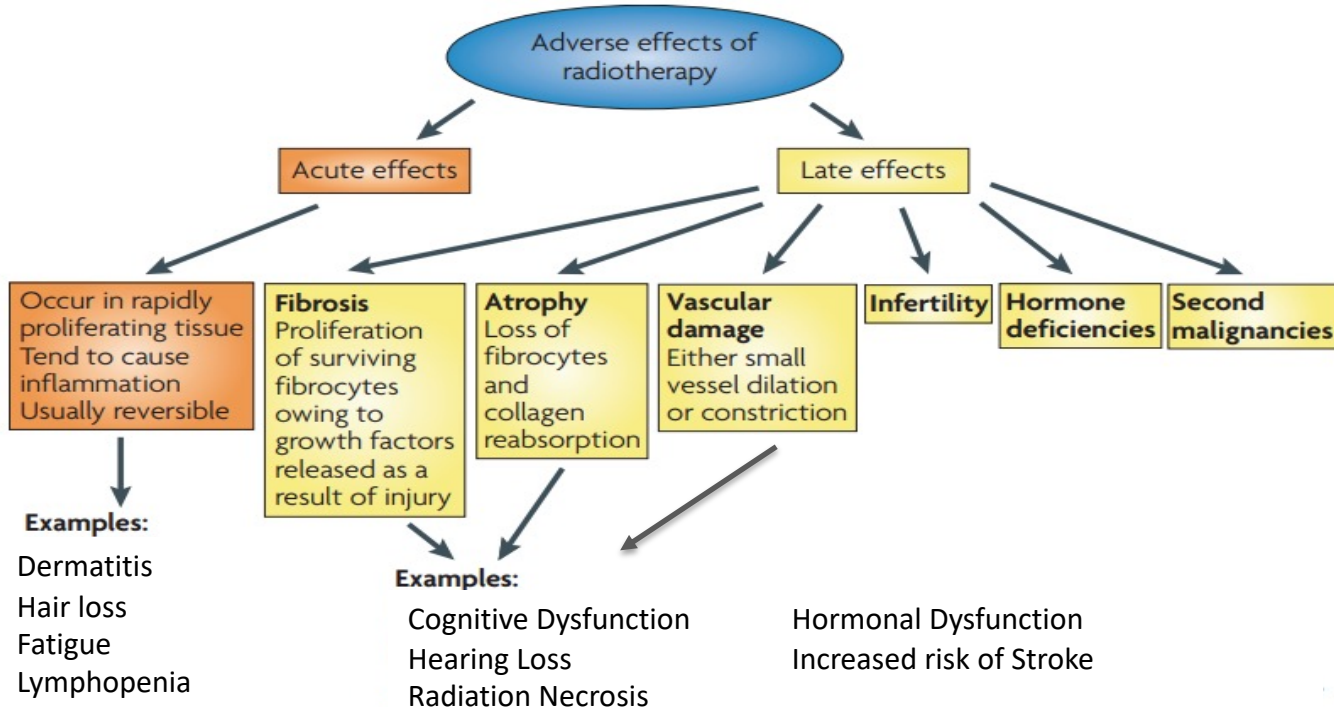 Adverse effects of
radiotherapy
Acute effects
Late effects
Occur in rapidly
proliferating tissue
Tend to cause
inflammation
Usually reversible
Fibrosis
Proliferation
of surviving
fibrocytes
owing to
growth factors
released as a
result of injury
Atrophy
Loss of
fibrocytes
and
collagen
reabsorption
Vascular
damage
Either small
vessel dilation
or constriction
Infertility
Hormone
deficiencies
Second
malignancies
Examples:
Dermatitis
Hair loss
Fatigue
Lymphopenia
Examples:
Cognitive Dysfunction
Hearing Loss
Radiation Necrosis
Hormonal Dysfunction
Increased risk of Stroke